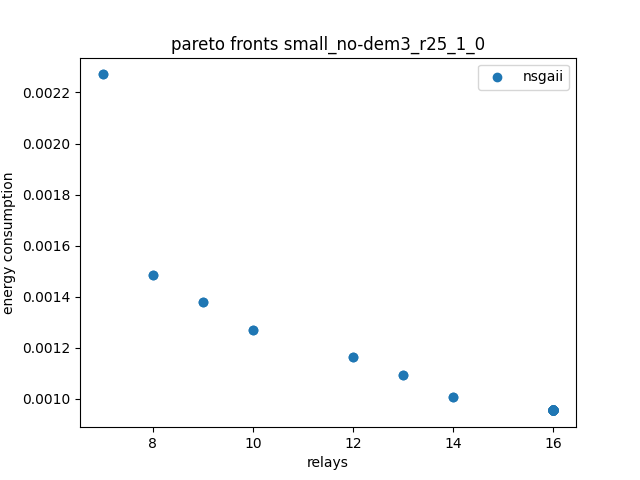 pareto fronts small_no-dem3_r25_1_0
nsgaii
0.0022
0.0020
0.0018
0.0016
0.0014
0.0012
0.0010
energy consumption
8 10 12 14 16
relays